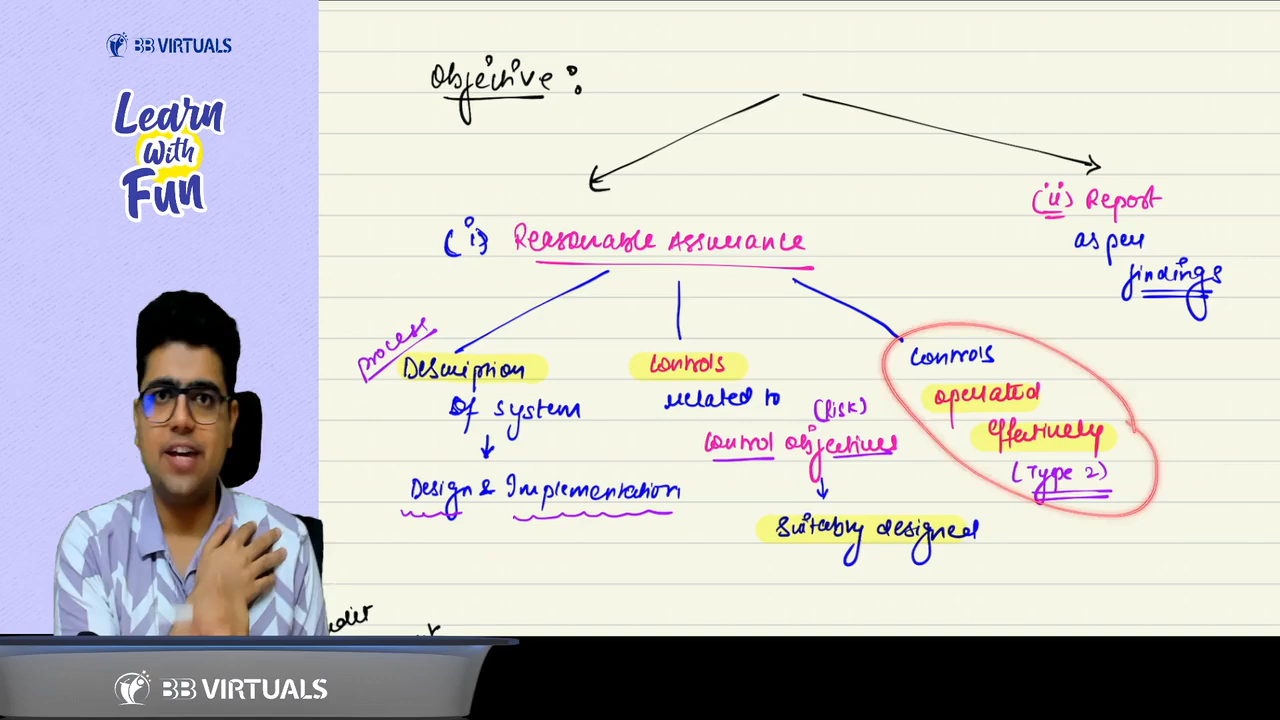 BB VIRTUALS
Learn
With
Fun
Objective :
(i) Reasonable Assurance
(ii) Report
as per
findings
process
Description
Of system
Design & Implementation
Controls
related to
(Risk)
Control objectives
Suitably designed
Controls
operated
effectively
(Type 2)
BB VIRTUALS